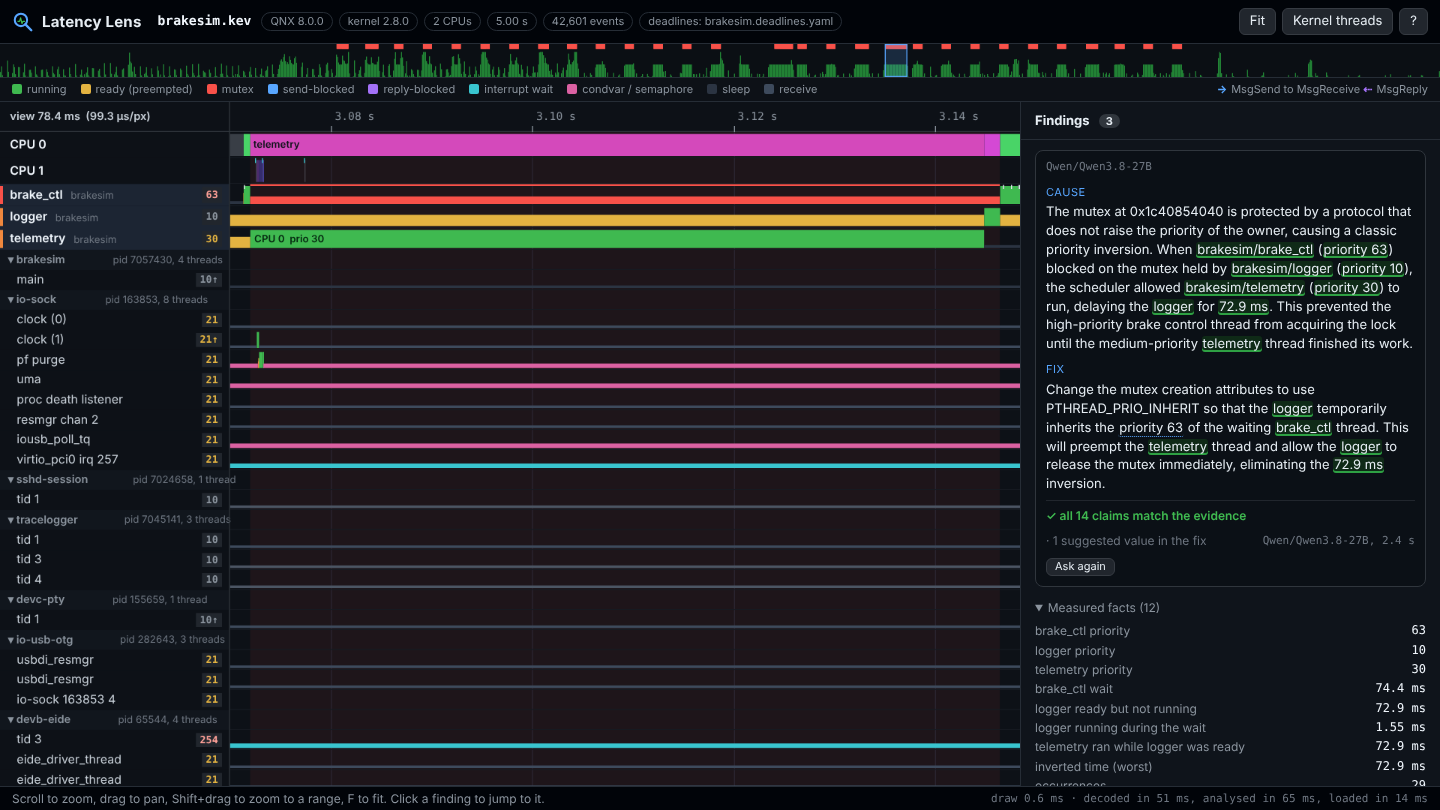 Latency Lens brakesim.kev QNX 8.0.0 kernel 2.8.0 2 CPUs 5.00 s 42,601 events deadlines: brakesim.deadlines.yaml Fit Kernel threads ?
running ready (preempted) mutex send-blocked reply-blocked interrupt wait condvar / semaphore sleep receive → MsgSend to MsgReceive ← MsgReply
view 78.4 ms (99.3 µs/px) 3.08 s 3.10 s 3.12 s 3.14 s
CPU 0 telemetry
CPU 1
brake_ctl brakesim 63
logger brakesim 10
telemetry brakesim 30 CPU 0 prio 30
▾ brakesim pid 7057430, 4 threads
main 10↑
▾ io-sock pid 163853, 8 threads
clock (0) 21
clock (1) 21↑
pf purge 21
uma 21
proc death listener 21
resmgr chan 2 21
iousb_poll_tq 21
virtio_pci0 irq 257 21
▾ sshd-session pid 7024658, 1 thread
tid 1 10
▾ tracelogger pid 7045141, 3 threads
tid 1 10
tid 3 10
tid 4 10
▾ devc-pty pid 155659, 1 thread
tid 1 10↑
▾ io-usb-otg pid 282643, 3 threads
usbdi_resmgr 21
usbdi_resmgr 21
io-sock 163853 4 21
▾ devb-eide pid 65544, 4 threads
tid 3 254
eide_driver_thread 21
eide_driver_thread 21
Findings 3
Qwen/Qwen3.8-27B
CAUSE
The mutex at 0x1c40854040 is protected by a protocol that
does not raise the priority of the owner, causing a classic
priority inversion. When brakesim/brake_ctl (priority 63)
blocked on the mutex held by brakesim/logger (priority 10),
the scheduler allowed brakesim/telemetry (priority 30) to
run, delaying the logger for 72.9 ms. This prevented the
high-priority brake control thread from acquiring the lock
until the medium-priority telemetry thread finished its work.
FIX
Change the mutex creation attributes to use
PTHREAD_PRIO_INHERIT so that the logger temporarily
inherits the priority 63 of the waiting brake_ctl thread. This
will preempt the telemetry thread and allow the logger to
release the mutex immediately, eliminating the 72.9 ms
inversion.
✓ all 14 claims match the evidence
· 1 suggested value in the fix Qwen/Qwen3.8-27B, 2.4 s
Ask again
▼ Measured facts (12)
brake_ctl priority 63
logger priority 10
telemetry priority 30
brake_ctl wait 74.4 ms
logger ready but not running 72.9 ms
logger running during the wait 1.55 ms
telemetry ran while logger was ready 72.9 ms
inverted time (worst) 72.9 ms
occurrences 29
Scroll to zoom, drag to pan, Shift+drag to zoom to a range, F to fit. Click a finding to jump to it. draw 0.6 ms · decoded in 51 ms, analysed in 65 ms, loaded in 14 ms